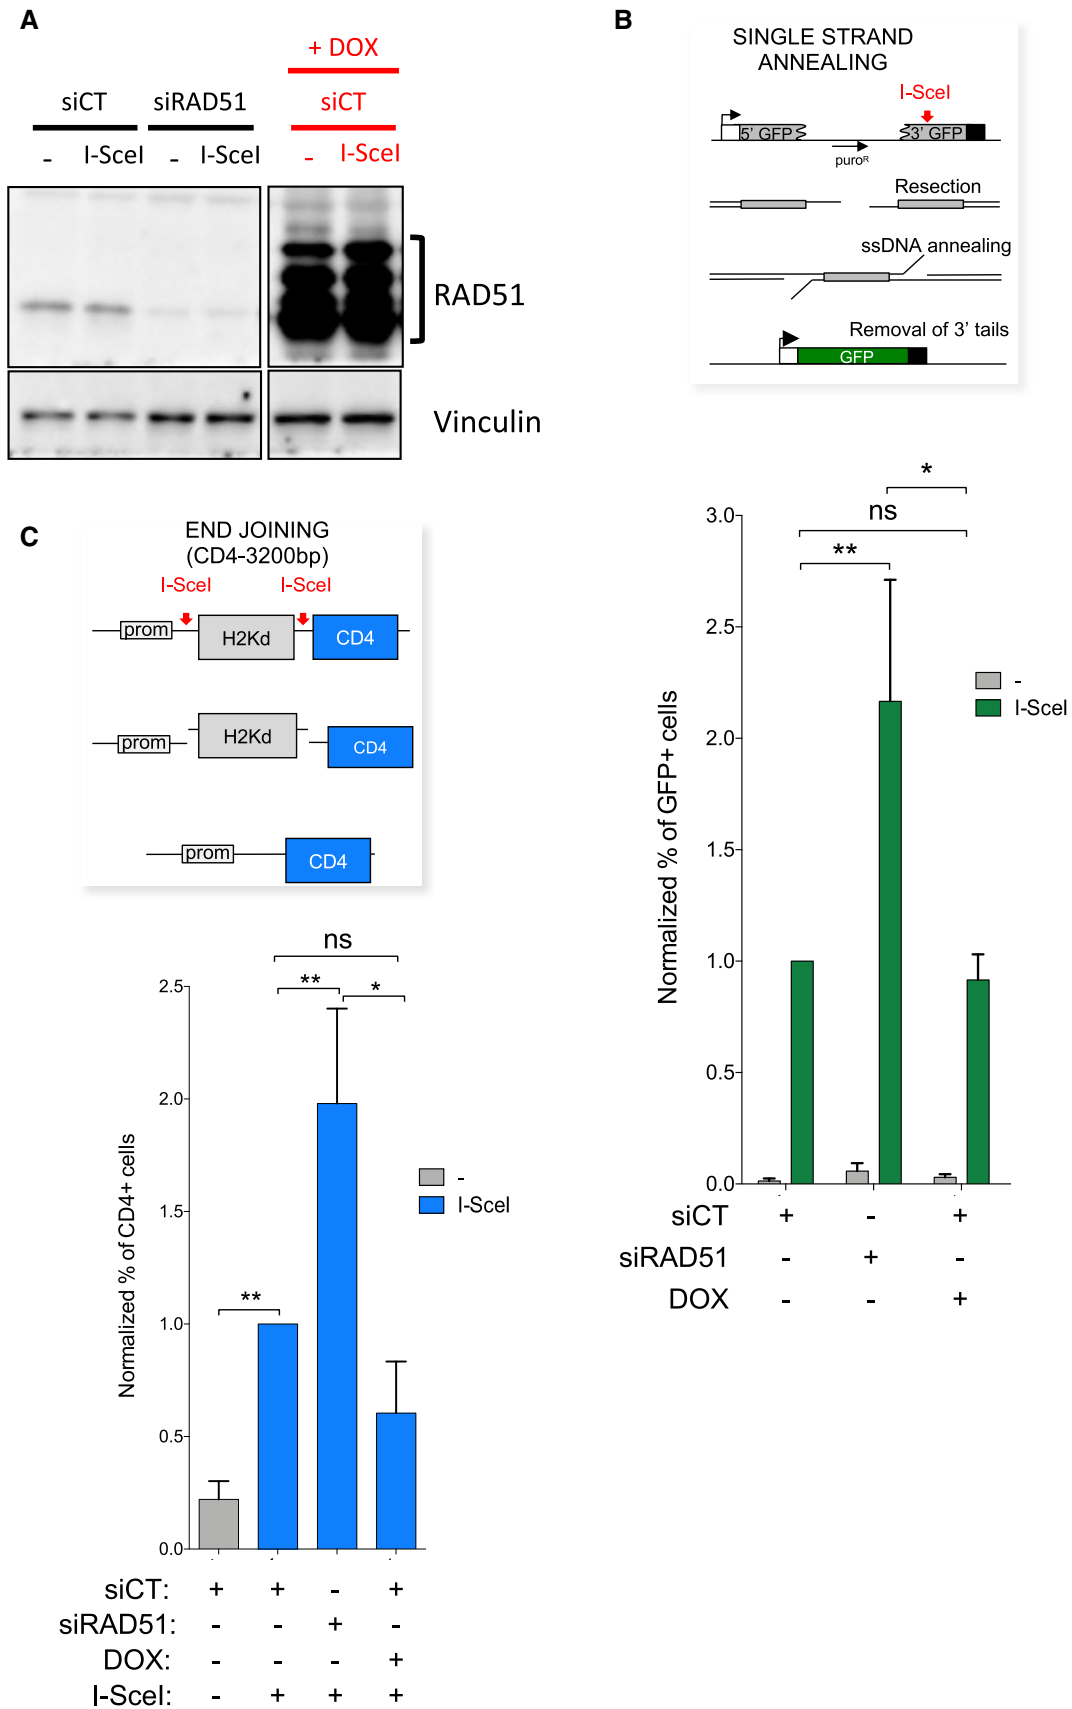 A
+ DOX
siCT siRAD51 siCT
- I-SceI - I-SceI - I-SceI
RAD51
Vinculin
B
SINGLE STRAND
ANNEALING
I-SceI
5' GFP 3' GFP
puroR
Resection
ssDNA annealing
Removal of 3' tails
GFP
*
ns
**
3.0
2.5
2.0
1.5
1.0
0.5
0.0
Normalized % of GFP+ cells
-
I-SceI
siCT + - +
siRAD51 - + -
DOX - - +
C
END JOINING
(CD4-3200bp)
I-SceI I-SceI
prom H2Kd CD4
prom H2Kd CD4
prom CD4
ns
** *
**
2.5
2.0
1.5
1.0
0.5
0.0
Normalized % of CD4+ cells
-
I-SceI
siCT: + + - +
siRAD51: - - + -
DOX: - - - +
I-SceI: - + + +